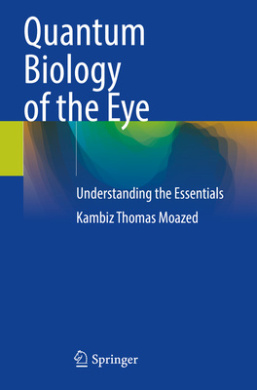 Quantum
Biology
of the Eye
Understanding the Essentials
Kambiz Thomas Moazed
Springer